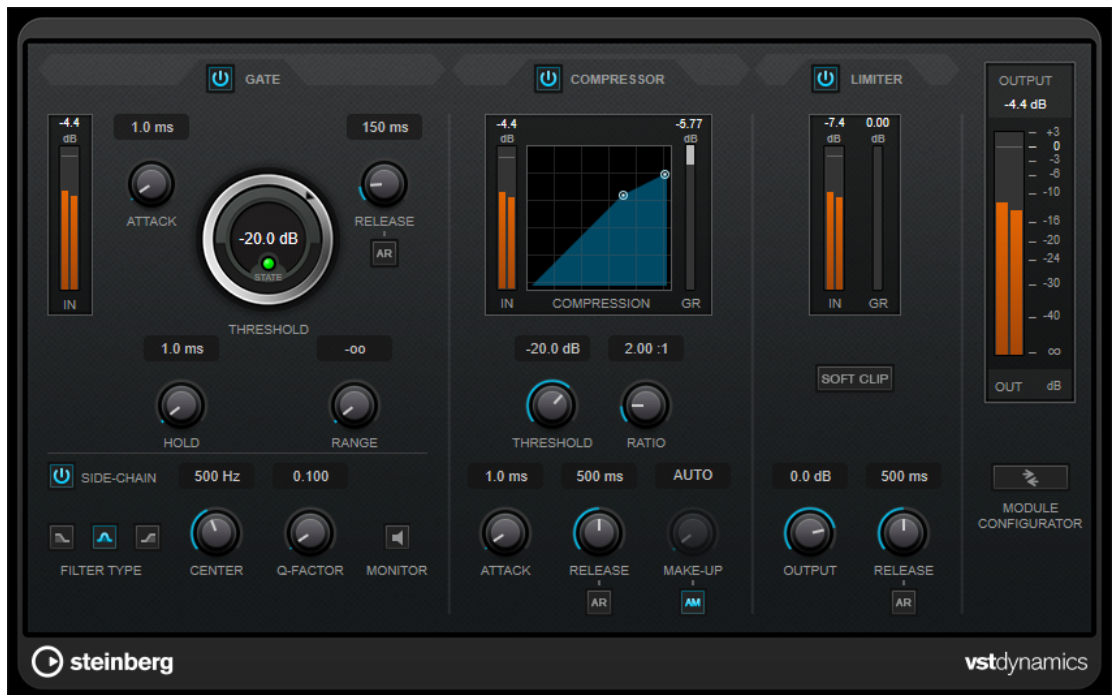 GATE
-4.4
dB
1.0 ms
150 ms
ATTACK
RELEASE
AR
-20.0 dB
STATE
IN
THRESHOLD
1.0 ms
-oo
HOLD
RANGE
SIDE-CHAIN
500 Hz
0.100
FILTER TYPE
CENTER
Q-FACTOR
MONITOR
COMPRESSOR
-4.4
dB
-5.77
dB
IN
COMPRESSION
GR
-20.0 dB
2.00 :1
THRESHOLD
RATIO
1.0 ms
500 ms
AUTO
ATTACK
RELEASE
MAKE-UP
AR
AM
LIMITER
-7.4
0.00
dB
dB
IN
GR
SOFT CLIP
0.0 dB
500 ms
OUTPUT
RELEASE
AR
OUTPUT
-4.4 dB
+3
0
-3
-6
-10
-16
-20
-24
-30
-40
∞
OUT dB
MODULE
CONFIGURATOR
steinberg
vstdynamics